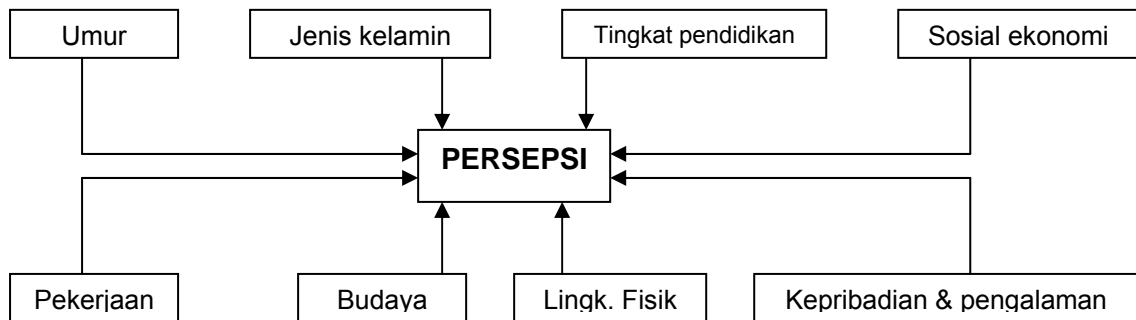 Umur
Jenis kelamin
Tingkat pendidikan
Sosial ekonomi
PERSEPSI
Pekerjaan
Budaya
Lingk. Fisik
Kepribadian & pengalaman